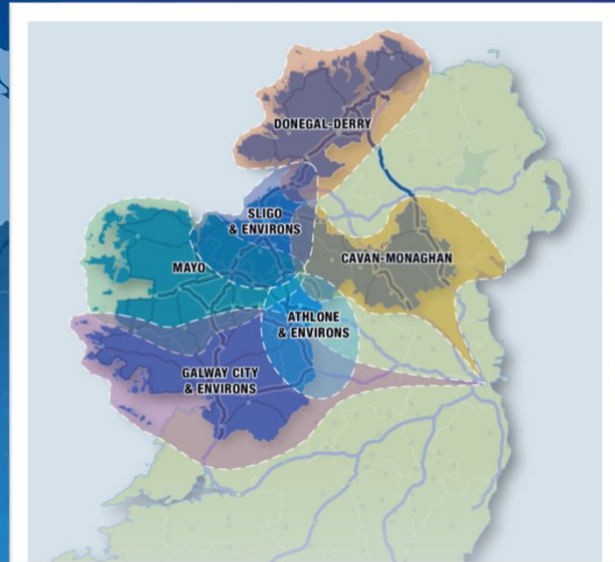 DONEGAL-DERRY
SLIGO
& ENVIRONS
MAYO
CAVAN-MONAGHAN
ATHLONE
& ENVIRONS
GALWAY CITY
& ENVIRONS